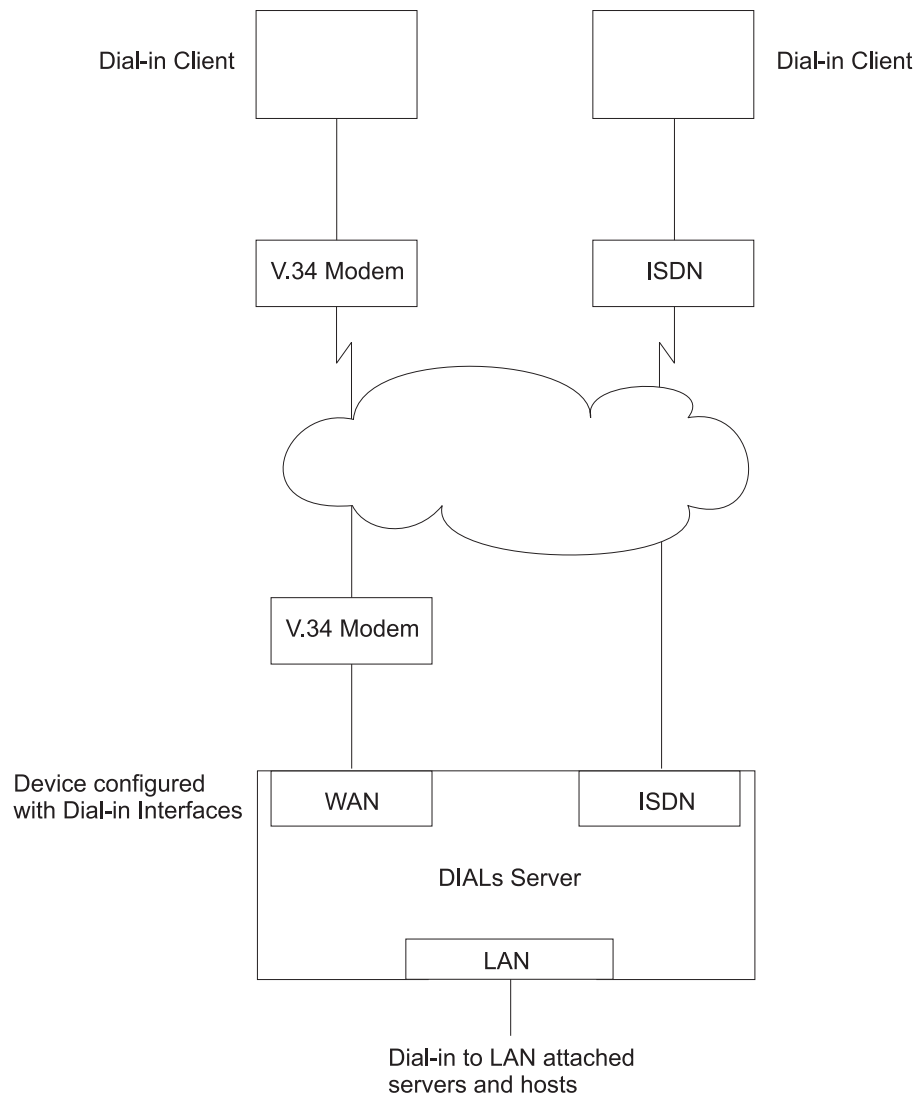 Dial-in Client
Dial-in Client
V.34 Modem
ISDN
V.34 Modem
Device configured
with Dial-in Interfaces
WAN
ISDN
DIALs Server
LAN
Dial-in to LAN attached
servers and hosts